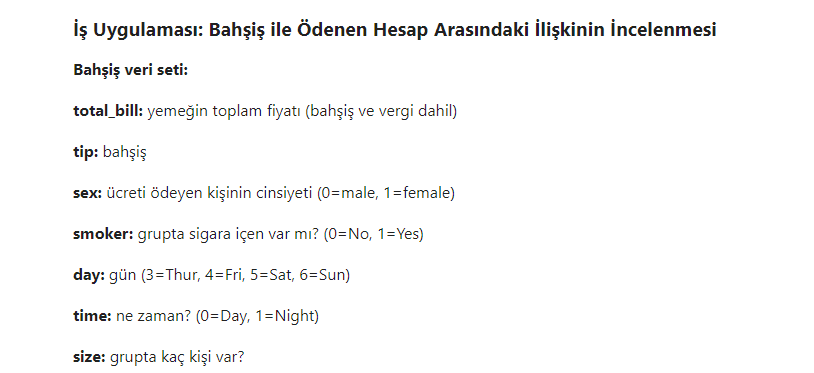 İş Uygulaması: Bahşiş ile Ödenen Hesap Arasındaki İlişkinin İncelenmesi
Bahşiş veri seti:
total_bill: yemeğin toplam fiyatı (bahşiş ve vergi dahil)
tip: bahşiş
sex: ücreti ödeyen kişinin cinsiyeti (0=male, 1=female)
smoker: grupta sigara içen var mı? (0=No, 1=Yes)
day: gün (3=Thur, 4=Fri, 5=Sat, 6=Sun)
time: ne zaman? (0=Day, 1=Night)
size: grupta kaç kişi var?